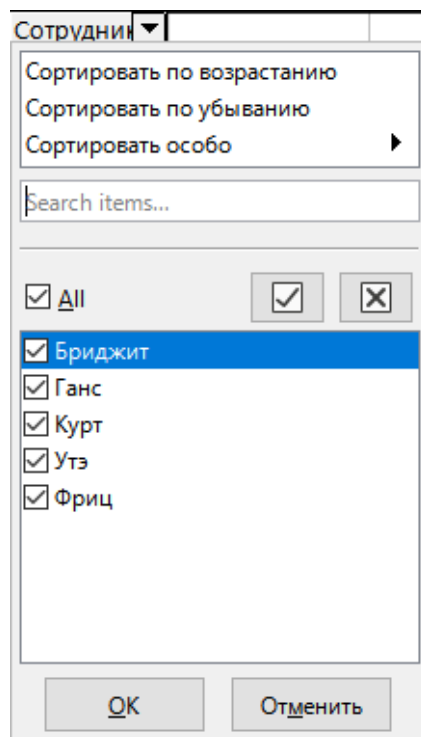 Сотрудник
Сортировать по возрастанию
Сортировать по убыванию
Сортировать особо
Search items...
All
Бриджит
Ганс
Курт
Утэ
Фриц
OK Отменить